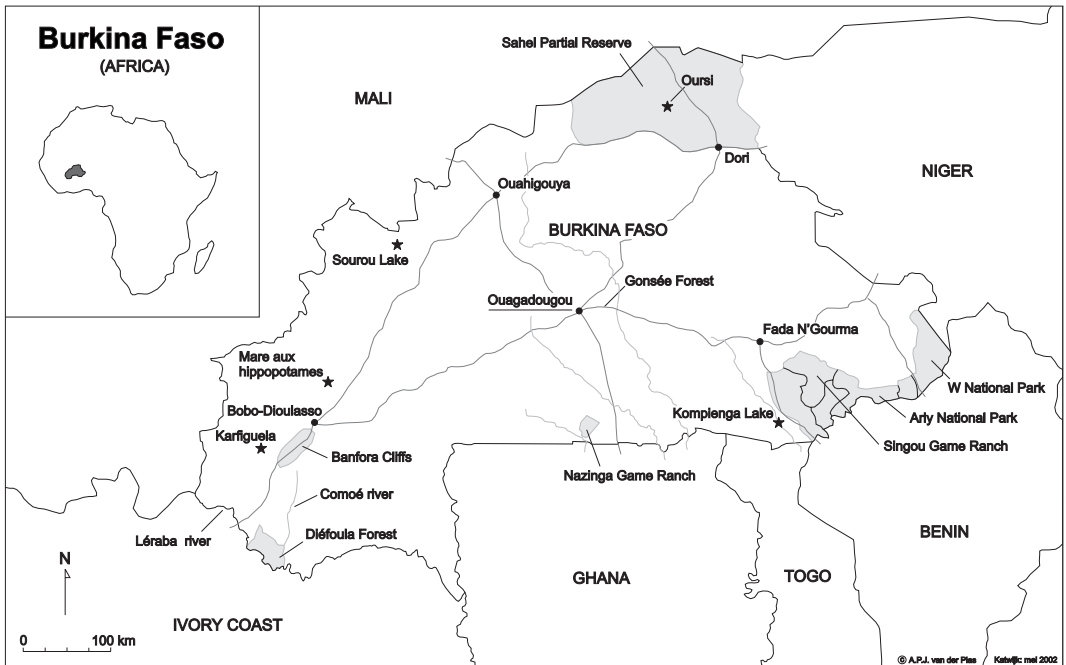 Burkina Faso
(AFRICA)
Sahel Partial Reserve
Oursi
MALI
Dori
NIGER
Ouahigouya
BURKINA FASO
Sourou Lake
Gonsée Forest
Ouagadougou
Fada N'Gourma
Mare aux
hippopotames
W National Park
Bobo-Dioulasso
Kompienga Lake
Arly National Park
Karfiguela
Singou Game Ranch
Banfora Cliffs
Nazinga Game Ranch
Comoé river
Diéfoula Forest
Léraba river
BENIN
N
GHANA
TOGO
IVORY COAST
0 100 km
© A.P.J. van der Plas Katwijk: mei 2002